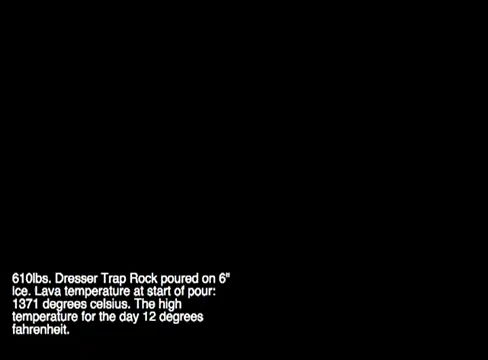 610lbs. Dresser Trap Rock poured on 6"
Ice. Lava temperature at start of pour:
1371 degrees celsius. The high
temperature for the day 12 degrees
fahrenheit.